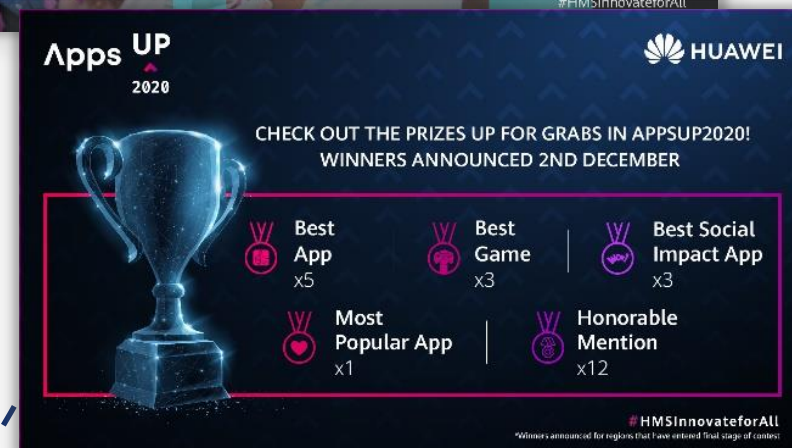 #HMSInnovateforAll
Apps UP
2020
HUAWEI
CHECK OUT THE PRIZES UP FOR GRABS IN APPSUP2020!
WINNERS ANNOUNCED 2ND DECEMBER
Best
App
x5
Best
Game
x3
Best Social
Impact App
x3
Most
Popular App
x1
Honorable
Mention
x12
#HMSInnovateforAll
*Winners announced for regions that have entered final stage of contest